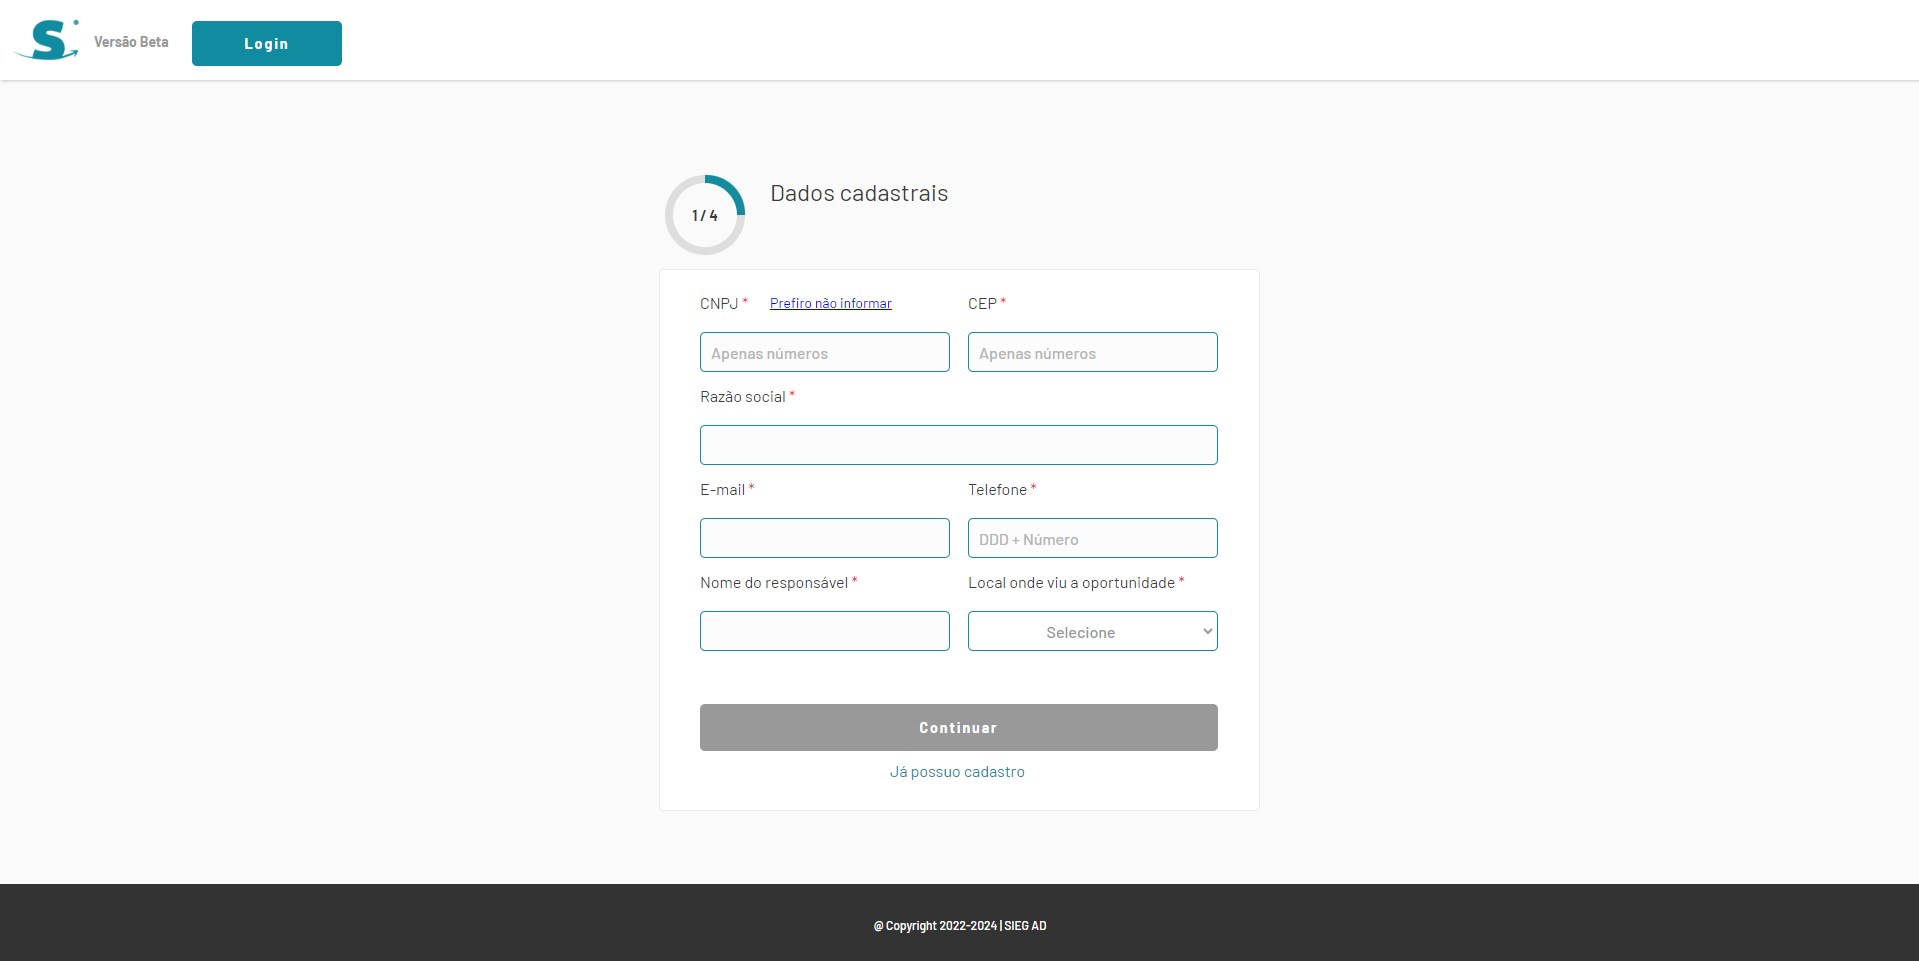 S
Versão Beta
Login
1 / 4
Dados cadastrais
CNPJ * Prefiro não informar
CEP *
Apenas números
Apenas números
Razão social *
E-mail *
Telefone *
DDD + Número
Nome do responsável *
Local onde viu a oportunidade *
Selecione
Continuar
Já possuo cadastro
@ Copyright 2022-2024 | SIEG AD